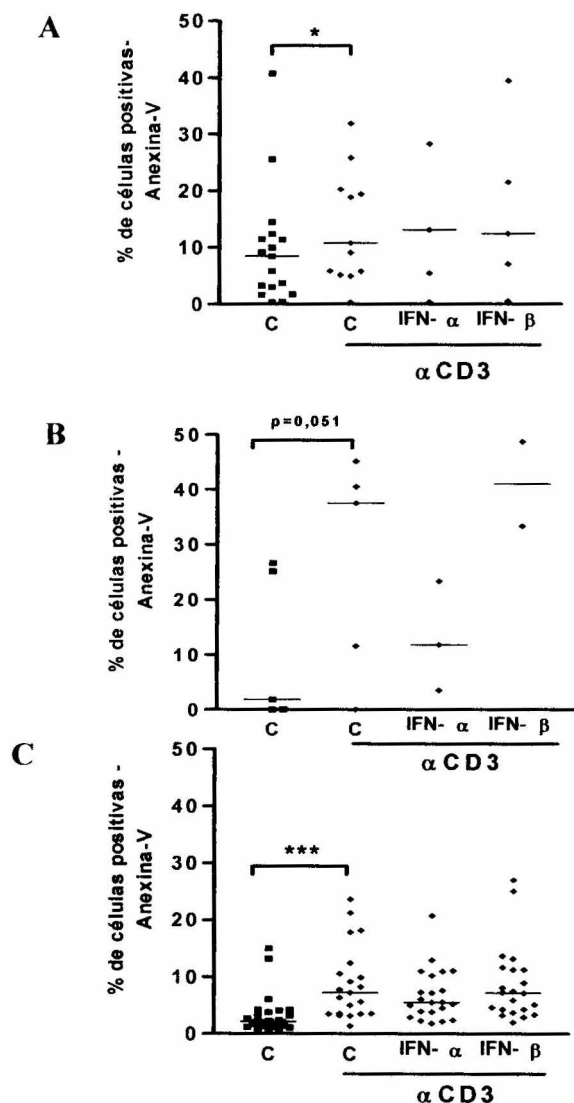 A
% de células positivas-
Anexina-V
50
40
30
20
10
0
*
C
C
IFN- α
IFN- β
α CD3
B
% de células positivas -
Anexina-V
50
40
30
20
10
0
p=0,051
C
C
IFN- α
IFN- β
α CD3
C
% de células positivas -
Anexina-V
50
40
30
20
10
0
***
C
C
IFN- α
IFN- β
α CD3